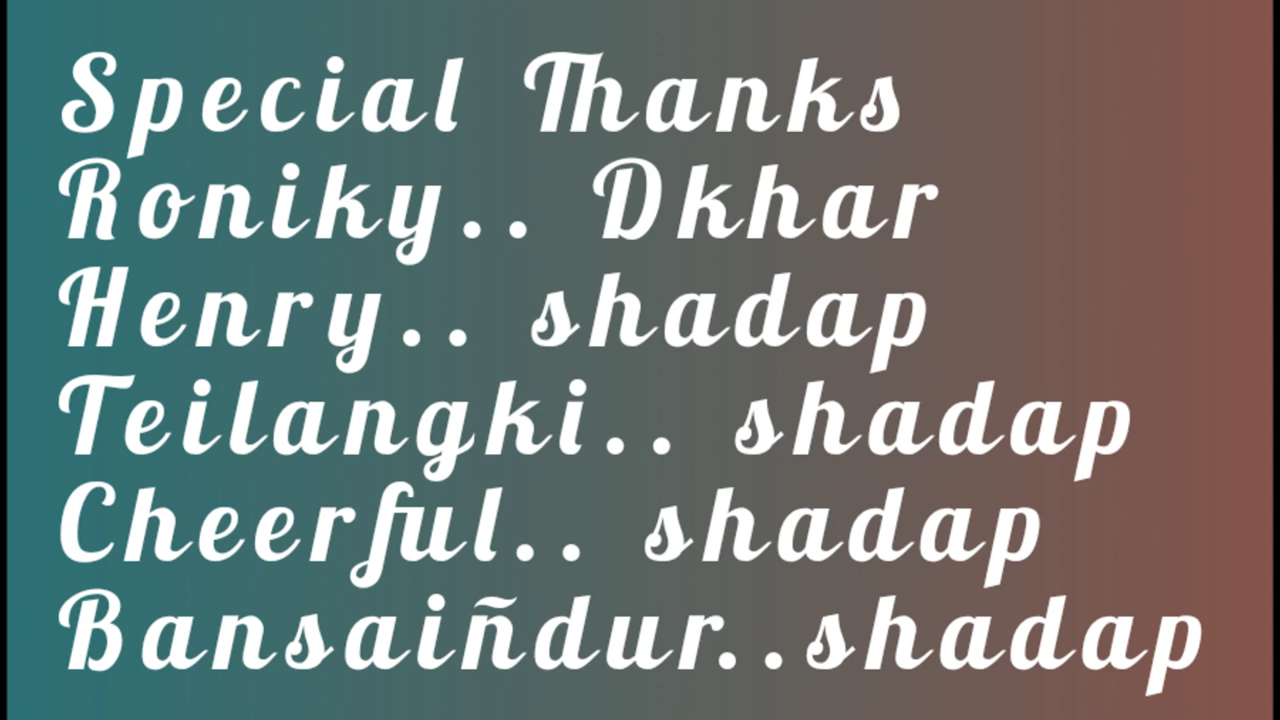 Special Thanks
Roniky.. Dkhar
Henry.. shadap
Teilangki.. shadap
Cheerful.. shadap
Bansaiñdur..shadap